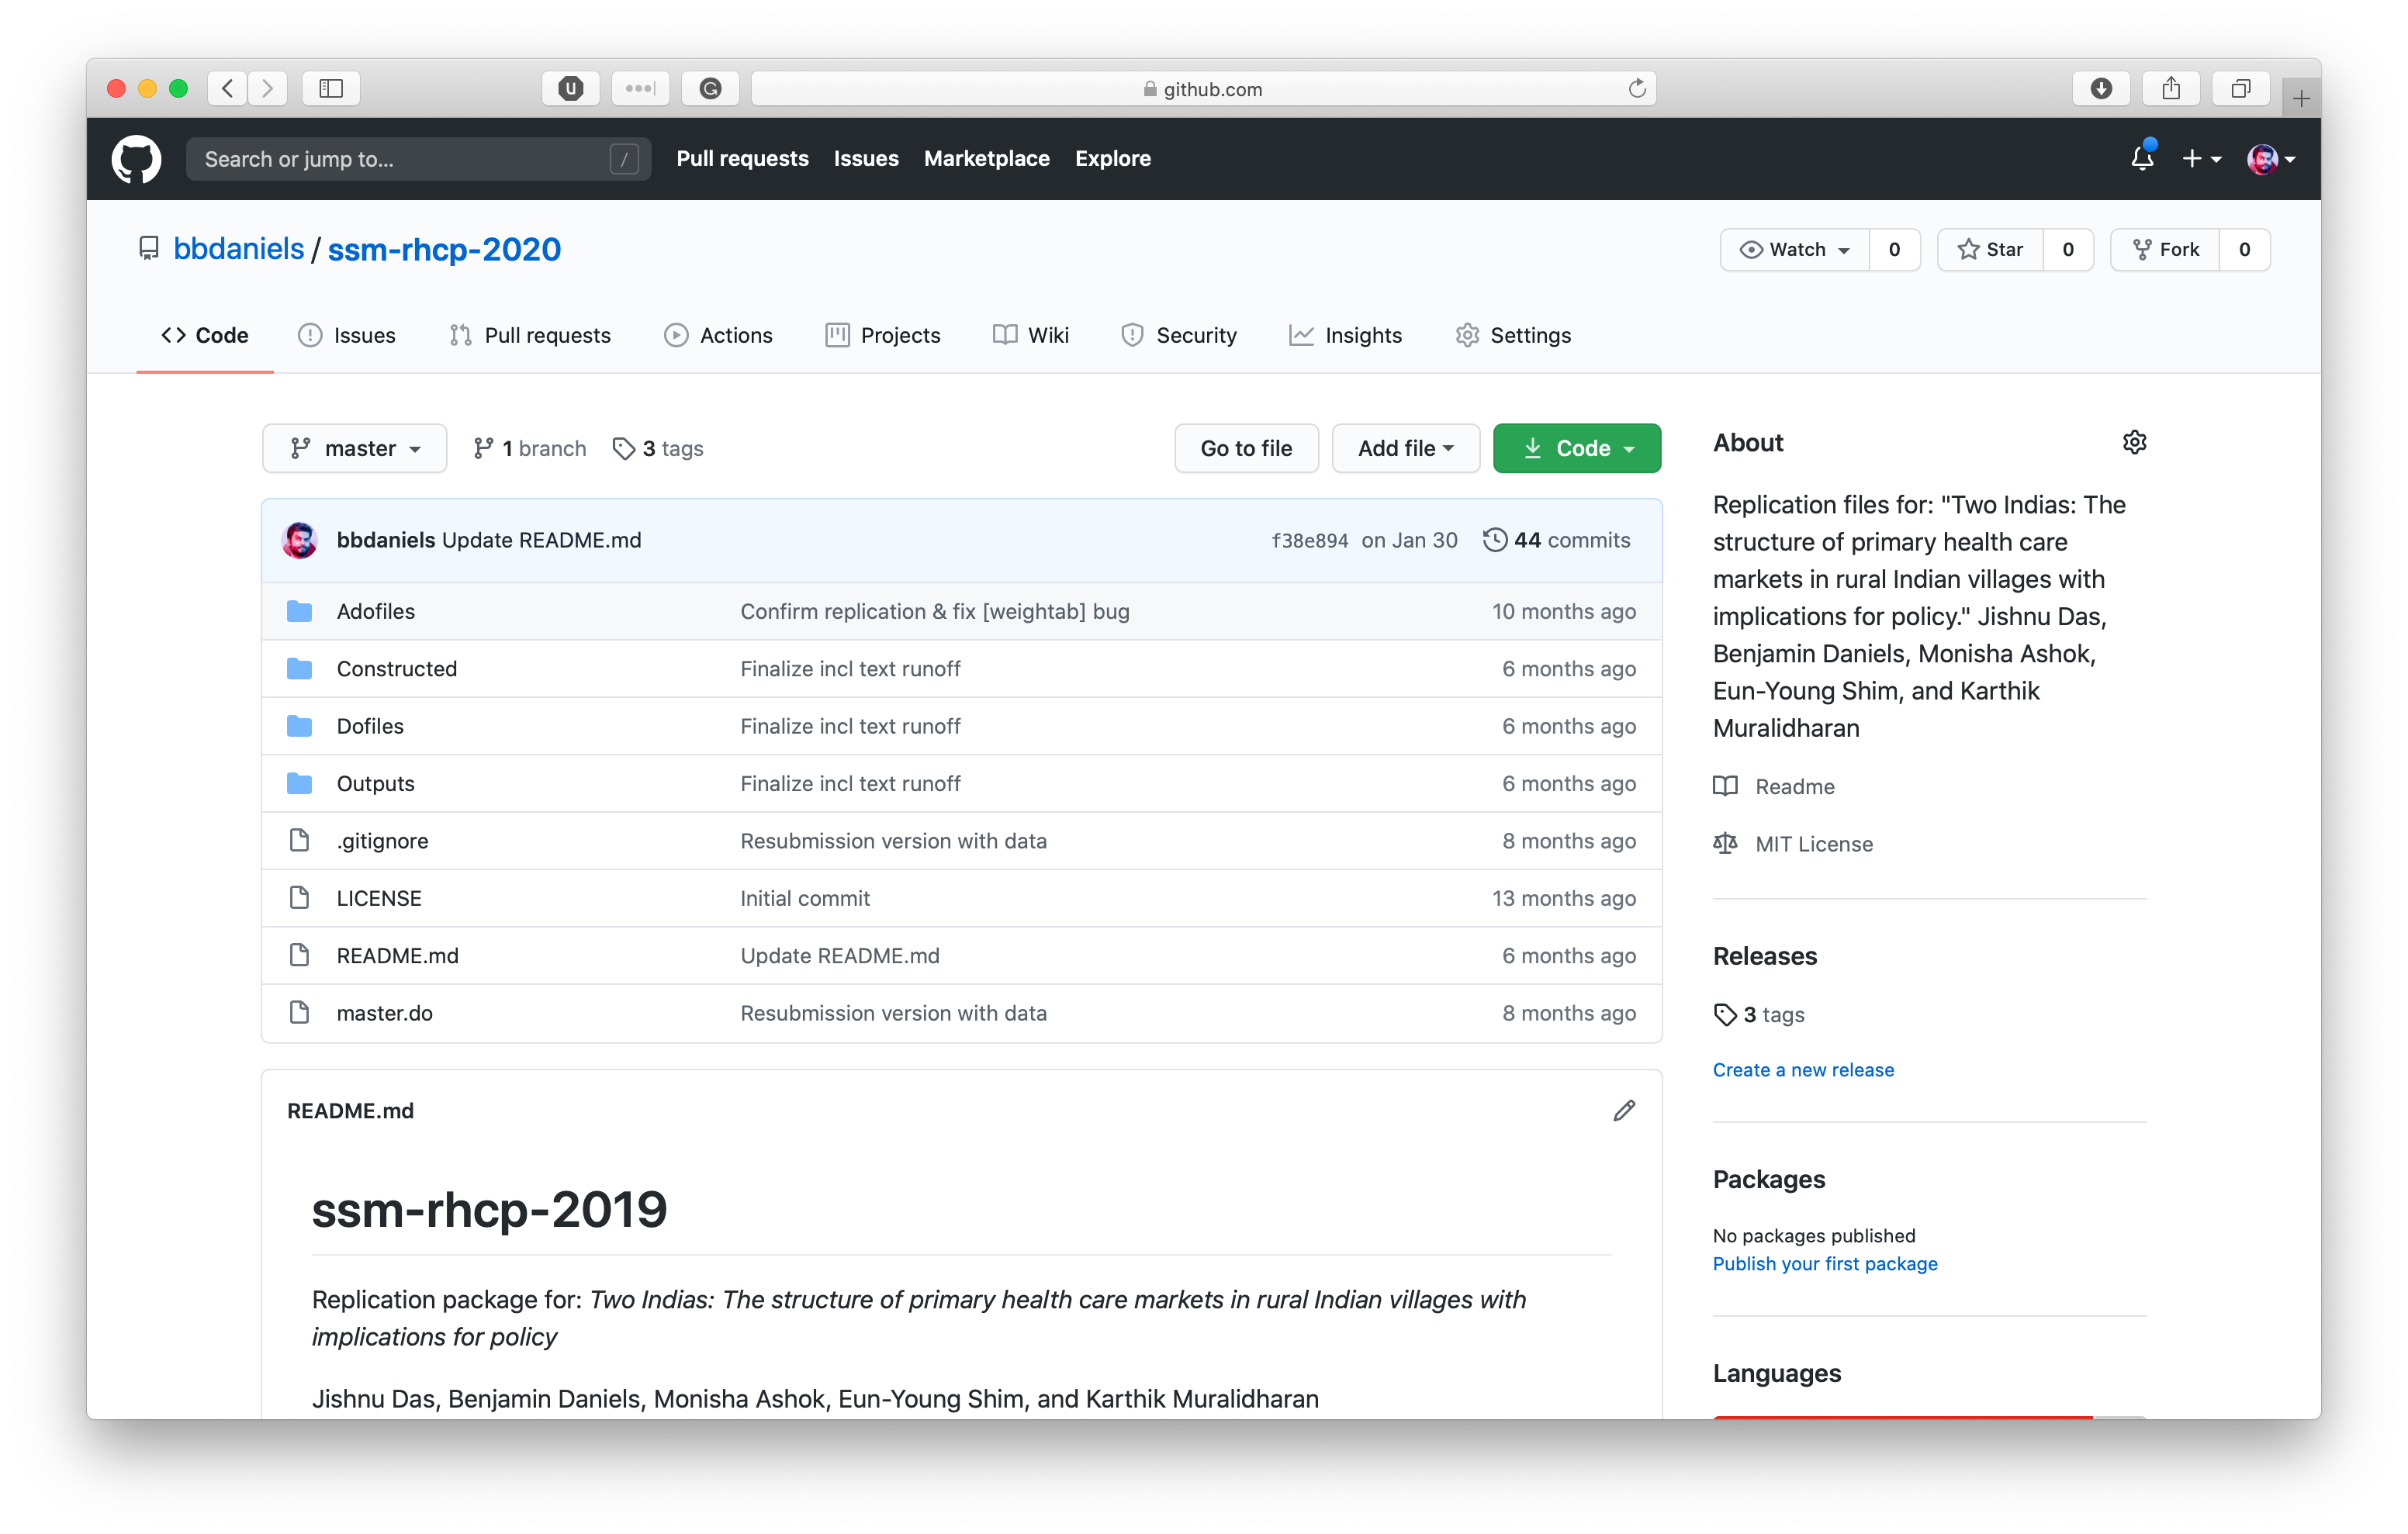 github.com
Search or jump to... /
Pull requests Issues Marketplace Explore
bbdaniels / ssm-rhcp-2020
Watch 0 Star 0 Fork 0
Code Issues Pull requests Actions Projects Wiki Security Insights Settings
master 1 branch 3 tags Go to file Add file Code
bbdaniels Update README.md f38e894 on Jan 30 44 commits
Adofiles Confirm replication & fix [weightab] bug 10 months ago
Constructed Finalize incl text runoff 6 months ago
Dofiles Finalize incl text runoff 6 months ago
Outputs Finalize incl text runoff 6 months ago
.gitignore Resubmission version with data 8 months ago
LICENSE Initial commit 13 months ago
README.md Update README.md 6 months ago
master.do Resubmission version with data 8 months ago
README.md
ssm-rhcp-2019
Replication package for: Two Indias: The structure of primary health care markets in rural Indian villages with
implications for policy
Jishnu Das, Benjamin Daniels, Monisha Ashok, Eun-Young Shim, and Karthik Muralidharan
About
Replication files for: "Two Indias: The
structure of primary health care
markets in rural Indian villages with
implications for policy." Jishnu Das,
Benjamin Daniels, Monisha Ashok,
Eun-Young Shim, and Karthik
Muralidharan
Readme
MIT License
Releases
3 tags
Create a new release
Packages
No packages published
Publish your first package
Languages